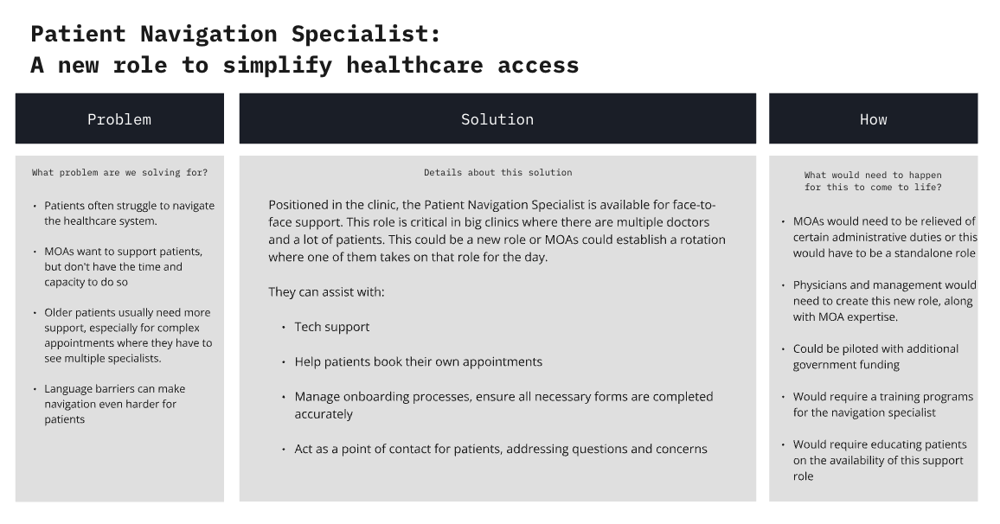 Patient Navigation Specialist:
A new role to simplify healthcare access
Problem
What problem are we solving for?
• Patients often struggle to navigate
the healthcare system.
• MOAs want to support patients,
but don't have the time and
capacity to do so
• Older patients usually need more
support, especially for complex
appointments where they have to
see multiple specialists.
• Language barriers can make
navigation even harder for
patients
Solution
Details about this solution
Positioned in the clinic, the Patient Navigation Specialist is available for face-to-
face support. This role is critical in big clinics where there are multiple doctors
and a lot of patients. This could be a new role or MOAs could establish a rotation
where one of them takes on that role for the day.
They can assist with:
• Tech support
• Help patients book their own appointments
• Manage onboarding processes, ensure all necessary forms are completed
accurately
• Act as a point of contact for patients, addressing questions and concerns
How
What would need to happen
for this to come to life?
• MOAs would need to be relieved of
certain administrative duties or this
would have to be a standalone role
• Physicians and management would
need to create this new role, along
with MOA expertise.
• Could be piloted with additional
government funding
• Would require a training programs
for the navigation specialist
• Would require educating patients
on the availability of this support
role